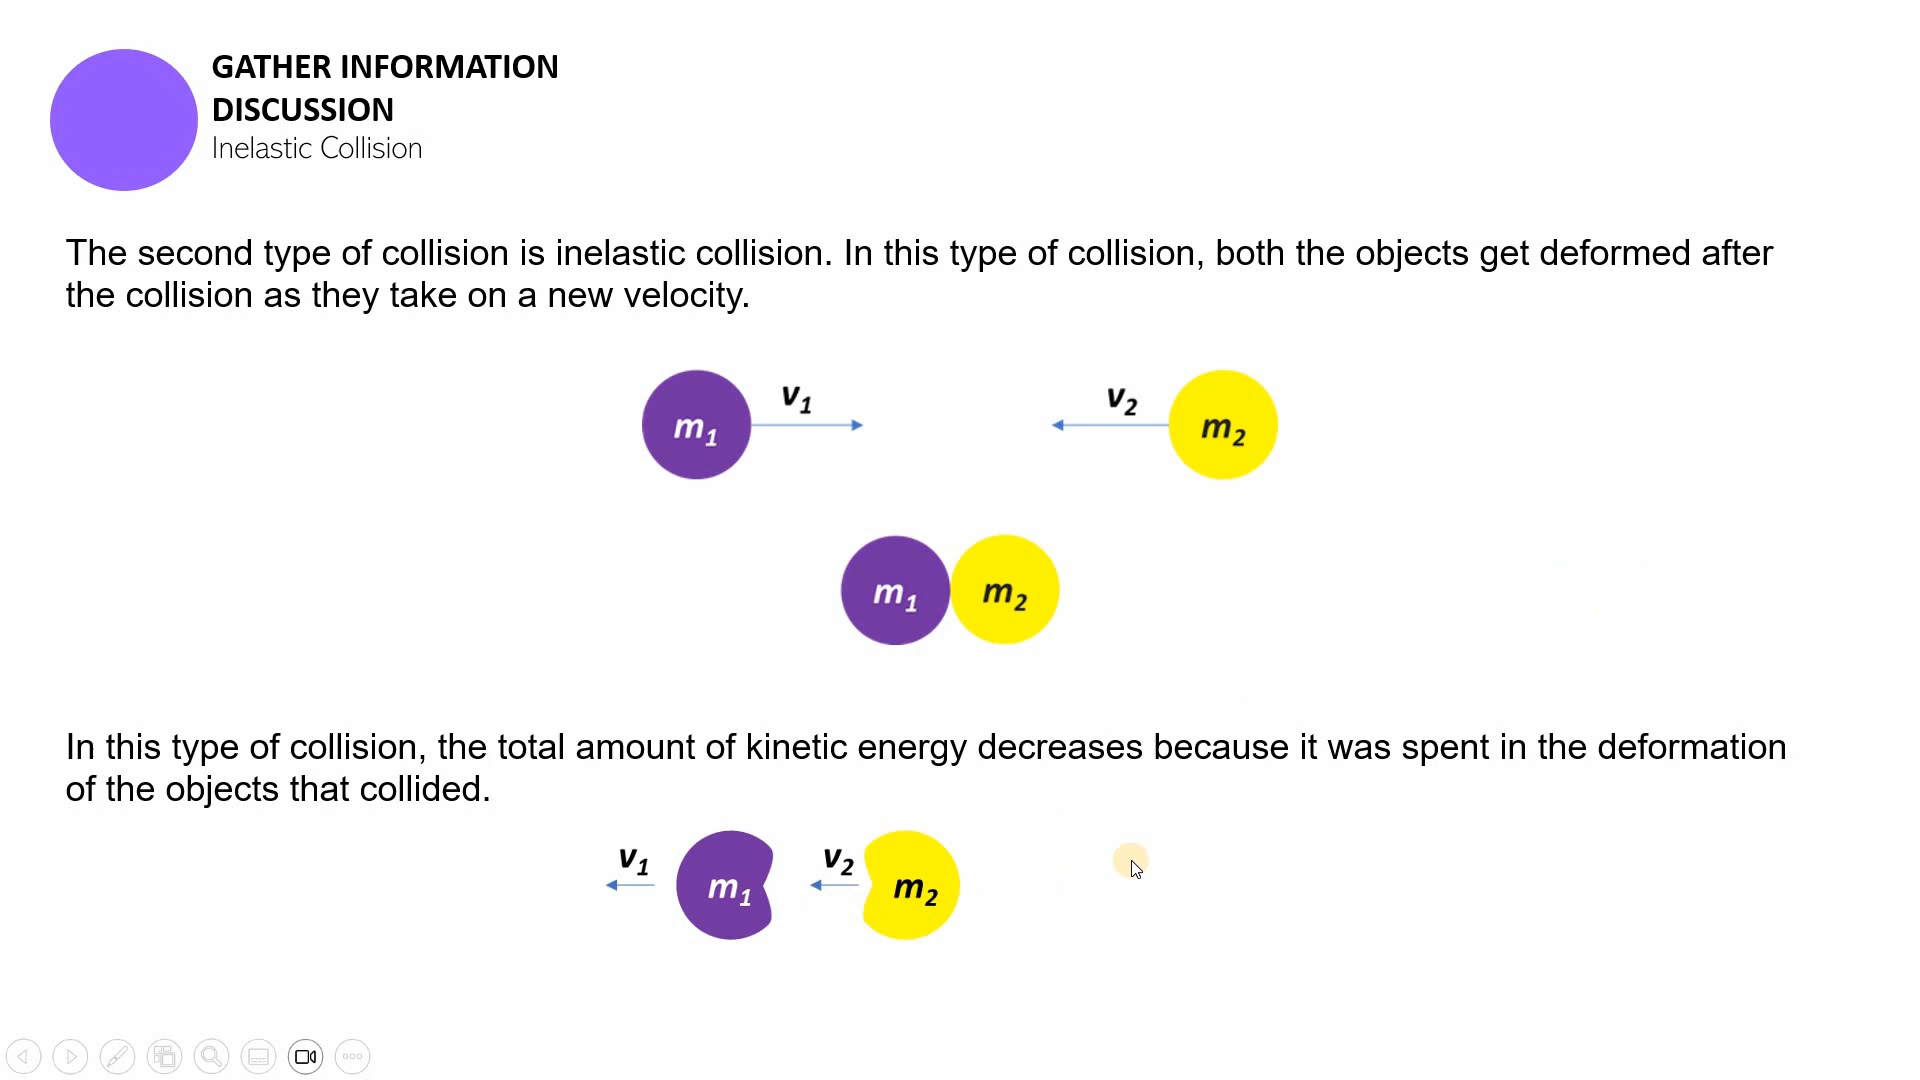 GATHER INFORMATION
DISCUSSION
Inelastic Collision
The second type of collision is inelastic collision. In this type of collision, both the objects get deformed after
the collision as they take on a new velocity.
m1 v1 v2 m2
m1 m2
In this type of collision, the total amount of kinetic energy decreases because it was spent in the deformation
of the objects that collided.
v1 m1 v2 m2